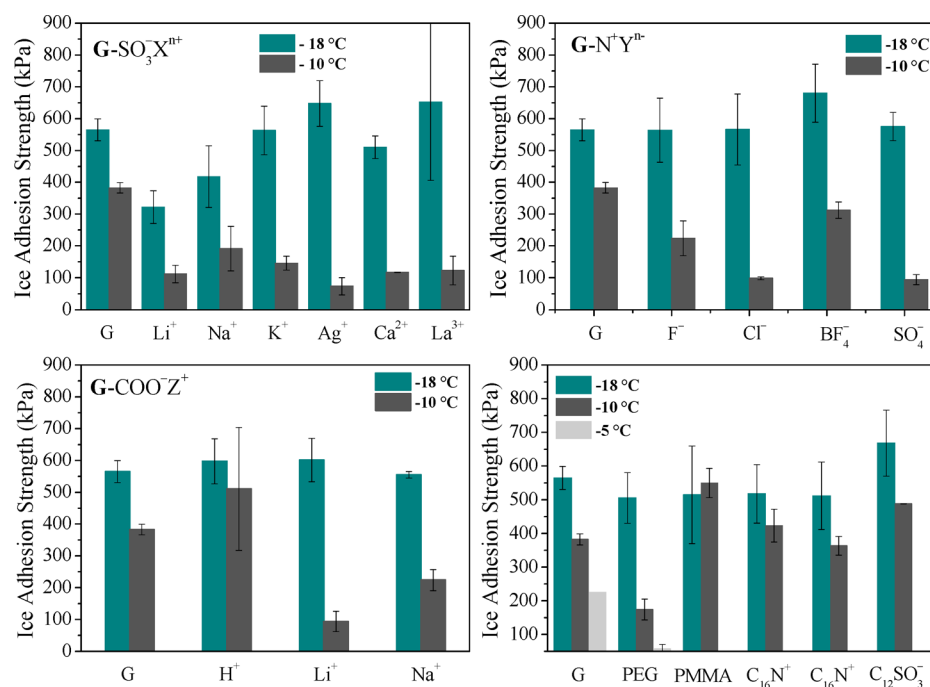 Ice Adhesion Strength (kPa)
900
800
700
600
500
400
300
200
100
0
G-SO₃⁻Xⁿ⁺
- 18 °C
- 10 °C
G Li⁺ Na⁺ K⁺ Ag⁺ Ca²⁺ La³⁺
Ice Adhesion Strength (kPa)
900
800
700
600
500
400
300
200
100
0
G-N⁺Yⁿ⁻
-18 °C
-10 °C
G F⁻ Cl⁻ BF₄⁻ SO₄⁻
Ice Adhesion Strength (kPa)
900
800
700
600
500
400
300
200
100
0
G-COO⁻Z⁺
-18 °C
-10 °C
G H⁺ Li⁺ Na⁺
Ice Adhesion Strength (kPa)
900
800
700
600
500
400
300
200
100
-18 °C
-10 °C
-5 °C
G PEG PMMA C₁₆N⁺ C₁₆N⁺ C₁₂SO₃⁻